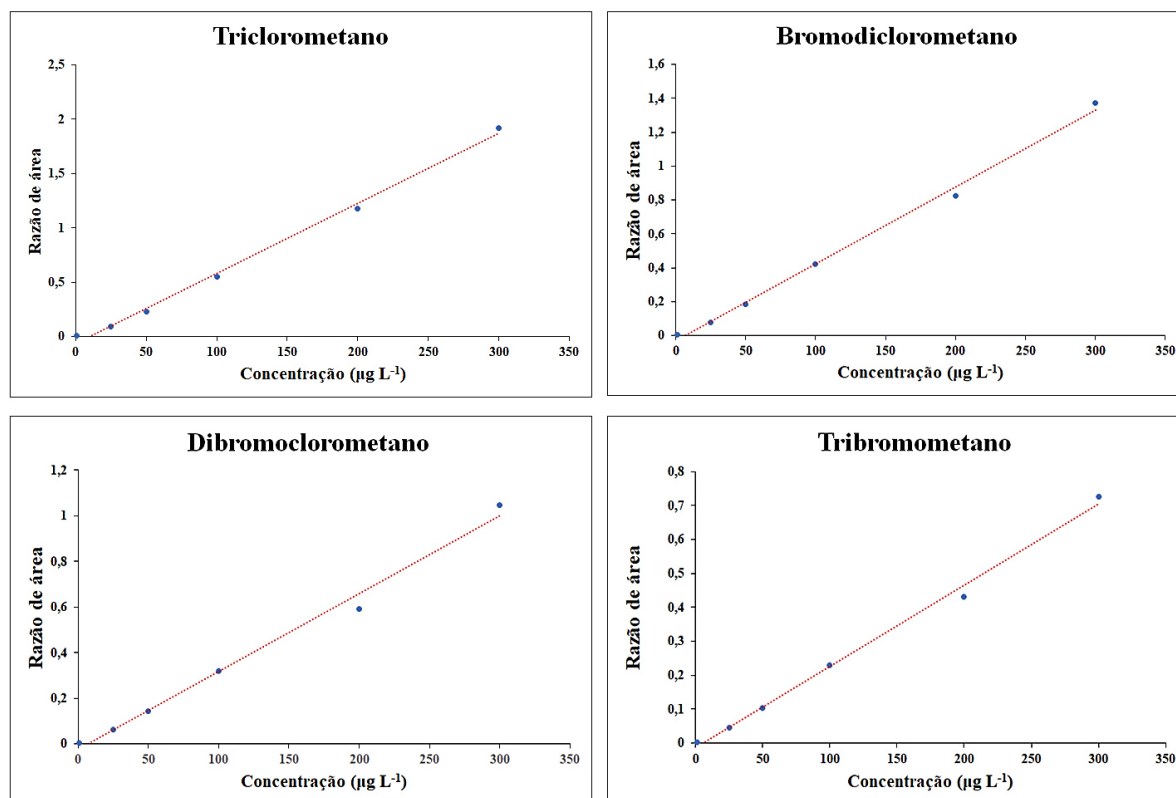 Triclorometano
Razão de área
2,5
2
1,5
1
0,5
0
0 50 100 150 200 250 300 350
Concentração (µg L⁻¹)
Bromodiclorometano
Razão de área
1,6
1,4
1,2
1
0,8
0,6
0,4
0,2
0
0 50 100 150 200 250 300 350
Concentração (µg L⁻¹)
Dibromoclorometano
Razão de área
1,2
1
0,8
0,6
0,4
0,2
0
0 50 100 150 200 250 300 350
Concentração (µg L⁻¹)
Tribromometano
Razão de área
0,8
0,7
0,6
0,5
0,4
0,3
0,2
0,1
0
0 50 100 150 200 250 300 350
Concentração (µg L⁻¹)